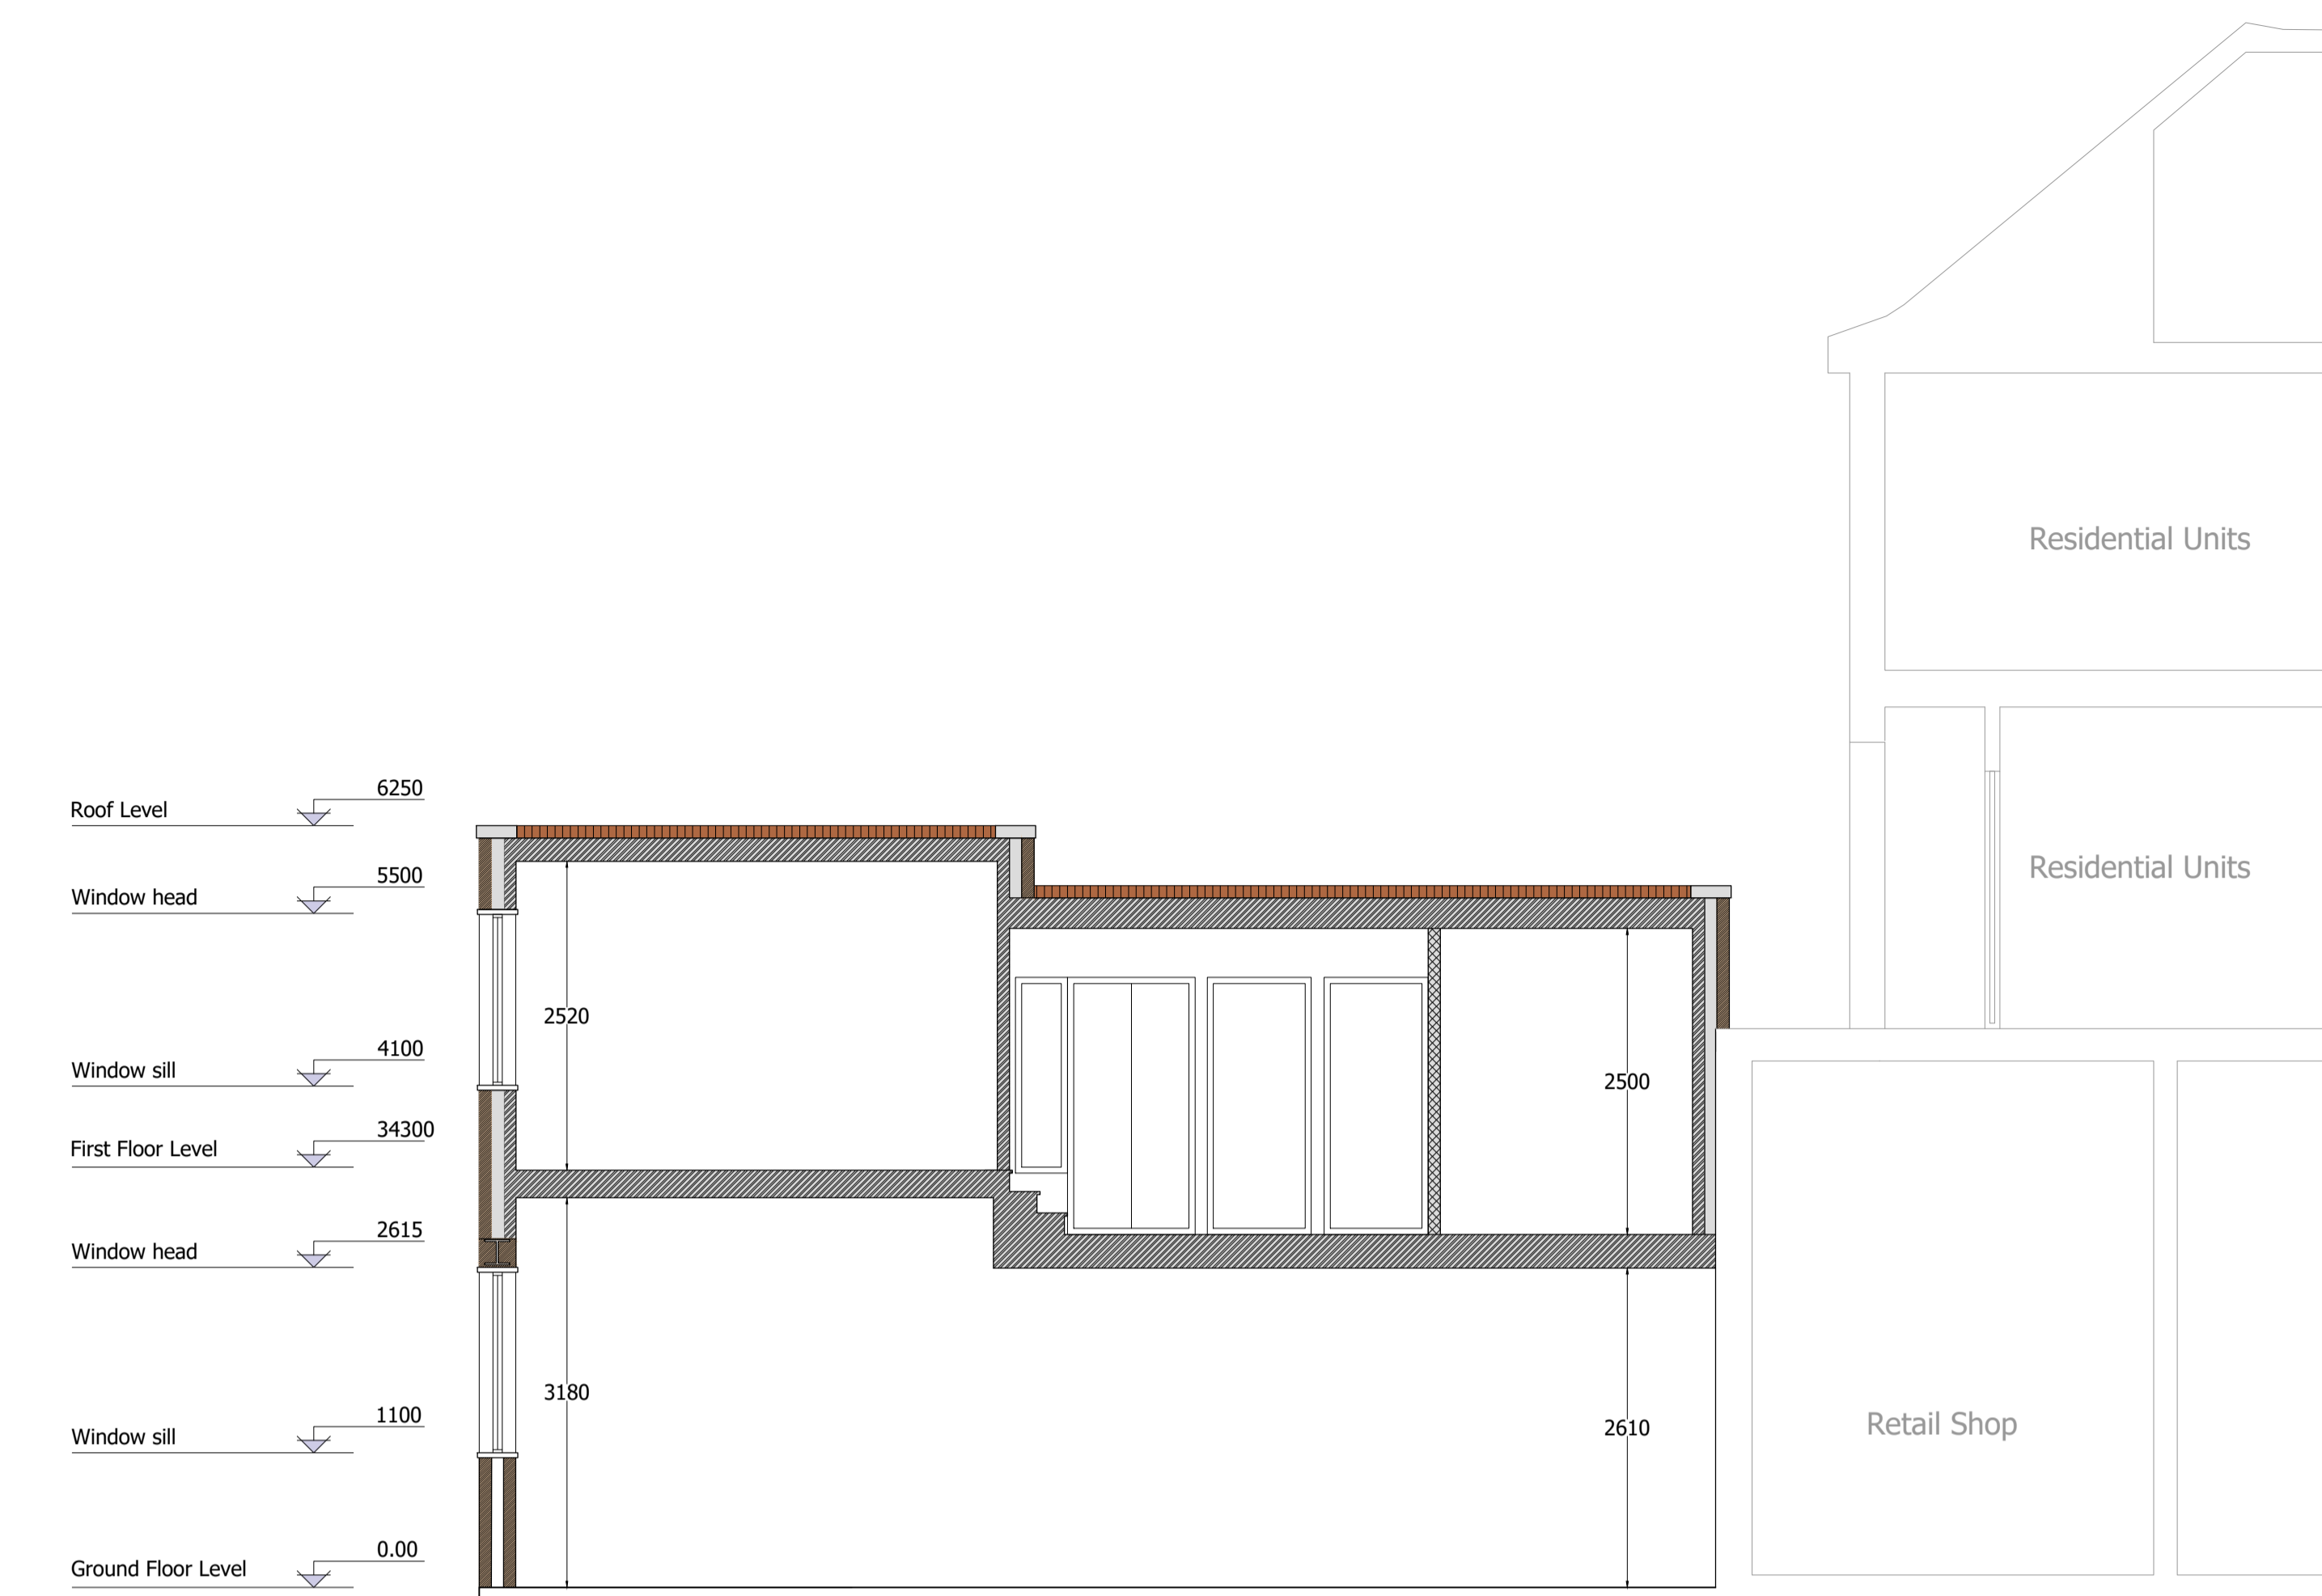 Residential Units
6250
Roof Level
5500
Window head
Residential Units
2520
4100
Window sill
2500
34300
First Floor Level
2615
Window head
3180
1100
Window sill
2610
Retail Shop
0.00
Ground Floor Level